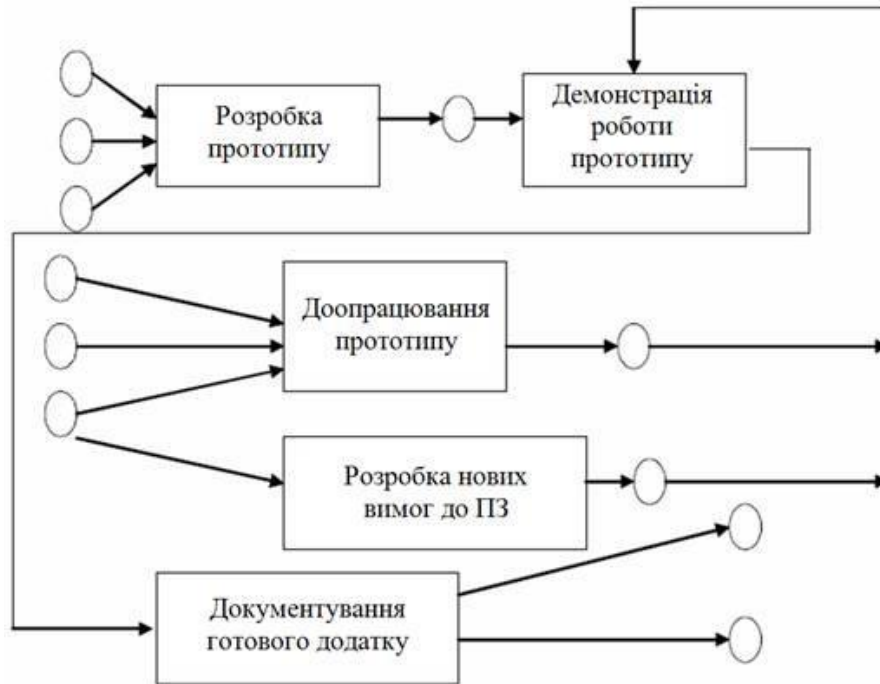 Розробка
прототипу
Демонстрація
роботи
прототипу
Доопрацювання
прототипу
Розробка нових
вимог до ПЗ
Документування
готового додатку